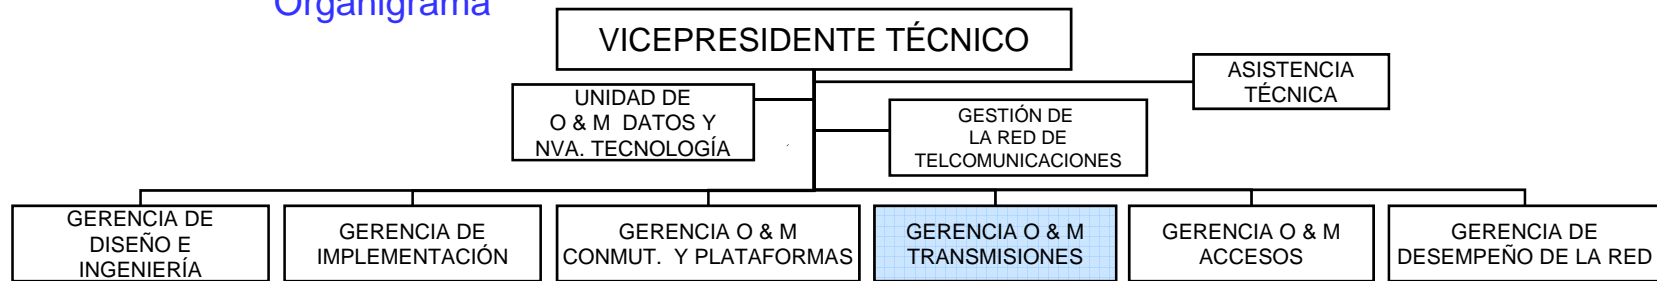 Organigrama
VICEPRESIDENTE TÉCNICO
ASISTENCIA
TÉCNICA
UNIDAD DE
O & M DATOS Y
NVA. TECNOLOGÍA
GESTIÓN DE
LA RED DE
TELCOMUNICACIONES
GERENCIA DE
DISEÑO E
INGENIERÍA
GERENCIA DE
IMPLEMENTACIÓN
GERENCIA O & M
CONMUT. Y PLATAFORMAS
GERENCIA O & M
TRANSMISIONES
GERENCIA O & M
ACCESOS
GERENCIA DE
DESEMPEÑO DE LA RED